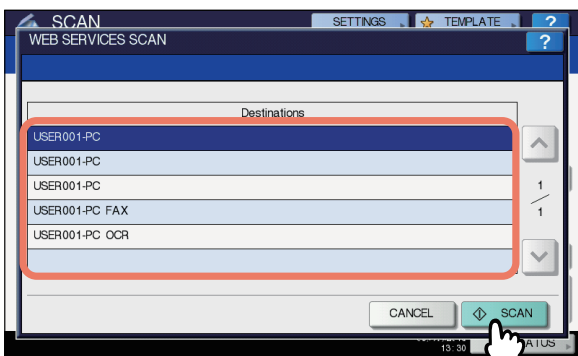 SCAN
SETTINGS
TEMPLATE
?
WEB SERVICES SCAN
?
Destinations
USER001-PC
USER001-PC
USER001-PC
USER001-PC FAX
USER001-PC OCR
1
1
CANCEL
SCAN
13:30